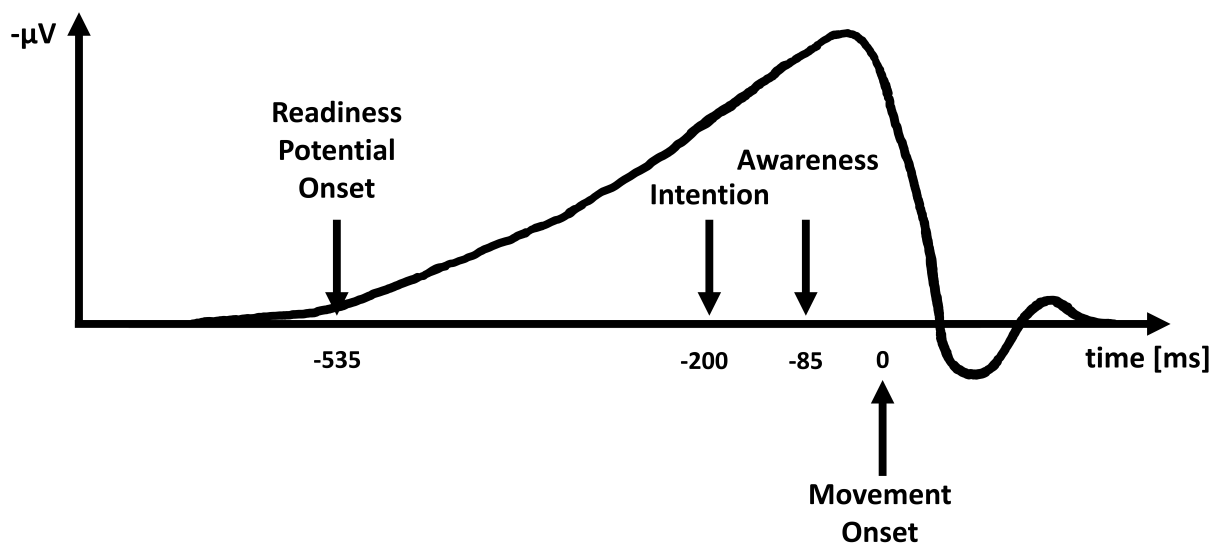 -µV
Readiness
Potential
Onset
Awareness
Intention
-535
-200
-85
0
time [ms]
Movement
Onset